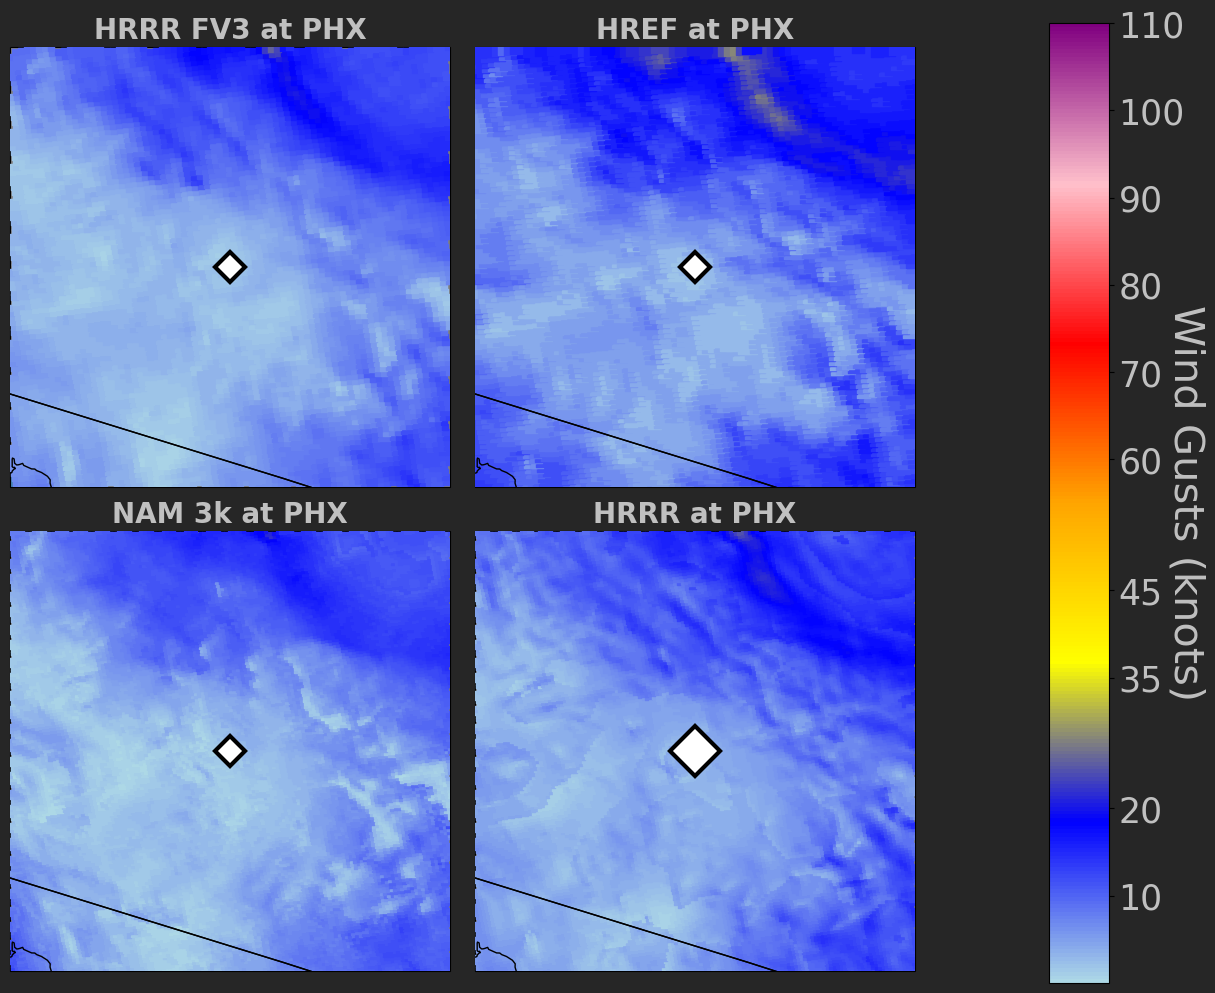 HRRR FV3 at PHX
HREF at PHX
NAM 3k at PHX
HRRR at PHX
110
100
90
80
70
60
45
35
20
10
Wind Gusts (knots)